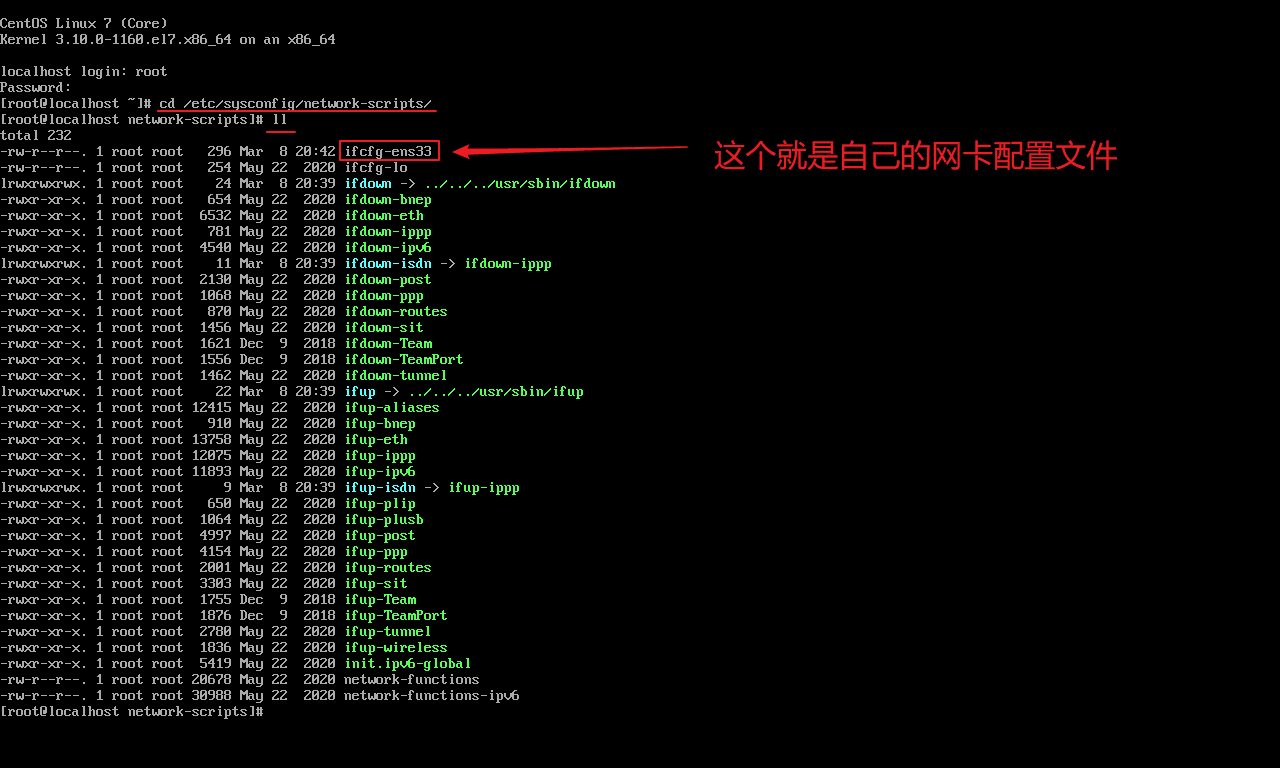 CentOS Linux 7 (Core)
Kernel 3.10.0-1160.el7.x86_64 on an x86_64
localhost login: root
Password:
[root@localhost ~]# cd /etc/sysconfig/network-scripts/
[root@localhost network-scripts]# ll
total 232
-rw-r--r--. 1 root root   296 Mar  8 20:42 ifcfg-ens33
这个就是自己的网卡配置文件
-rw-r--r--. 1 root root   254 May 22  2020 ifcfg-lo
lrwxrwxrwx. 1 root root    24 Mar  8 20:39 ifdown -> ../../../usr/sbin/ifdown
-rwxr-xr-x. 1 root root   654 May 22  2020 ifdown-bnep
-rwxr-xr-x. 1 root root  6532 May 22  2020 ifdown-eth
-rwxr-xr-x. 1 root root   781 May 22  2020 ifdown-ippp
-rwxr-xr-x. 1 root root  4540 May 22  2020 ifdown-ipv6
lrwxrwxrwx. 1 root root    11 Mar  8 20:39 ifdown-isdn -> ifdown-ippp
-rwxr-xr-x. 1 root root  2130 May 22  2020 ifdown-post
-rwxr-xr-x. 1 root root  1068 May 22  2020 ifdown-ppp
-rwxr-xr-x. 1 root root   870 May 22  2020 ifdown-routes
-rwxr-xr-x. 1 root root  1456 May 22  2020 ifdown-sit
-rwxr-xr-x. 1 root root  1621 Dec  9  2018 ifdown-Team
-rwxr-xr-x. 1 root root  1556 Dec  9  2018 ifdown-TeamPort
-rwxr-xr-x. 1 root root  1462 May 22  2020 ifdown-tunnel
lrwxrwxrwx. 1 root root    22 Mar  8 20:39 ifup -> ../../../usr/sbin/ifup
-rwxr-xr-x. 1 root root 12415 May 22  2020 ifup-aliases
-rwxr-xr-x. 1 root root   910 May 22  2020 ifup-bnep
-rwxr-xr-x. 1 root root 13758 May 22  2020 ifup-eth
-rwxr-xr-x. 1 root root 12075 May 22  2020 ifup-ippp
-rwxr-xr-x. 1 root root 11893 May 22  2020 ifup-ipv6
lrwxrwxrwx. 1 root root     9 Mar  8 20:39 ifup-isdn -> ifup-ippp
-rwxr-xr-x. 1 root root   650 May 22  2020 ifup-plip
-rwxr-xr-x. 1 root root  1064 May 22  2020 ifup-plusb
-rwxr-xr-x. 1 root root  4997 May 22  2020 ifup-post
-rwxr-xr-x. 1 root root  4154 May 22  2020 ifup-ppp
-rwxr-xr-x. 1 root root  2001 May 22  2020 ifup-routes
-rwxr-xr-x. 1 root root  3303 May 22  2020 ifup-sit
-rwxr-xr-x. 1 root root  1755 Dec  9  2018 ifup-Team
-rwxr-xr-x. 1 root root  1876 Dec  9  2018 ifup-TeamPort
-rwxr-xr-x. 1 root root  2780 May 22  2020 ifup-tunnel
-rwxr-xr-x. 1 root root  1836 May 22  2020 ifup-wireless
-rwxr-xr-x. 1 root root  5419 May 22  2020 init.ipv6-global
-rw-r--r--. 1 root root 20678 May 22  2020 network-functions
-rw-r--r--. 1 root root 30988 May 22  2020 network-functions-ipv6
[root@localhost network-scripts]#